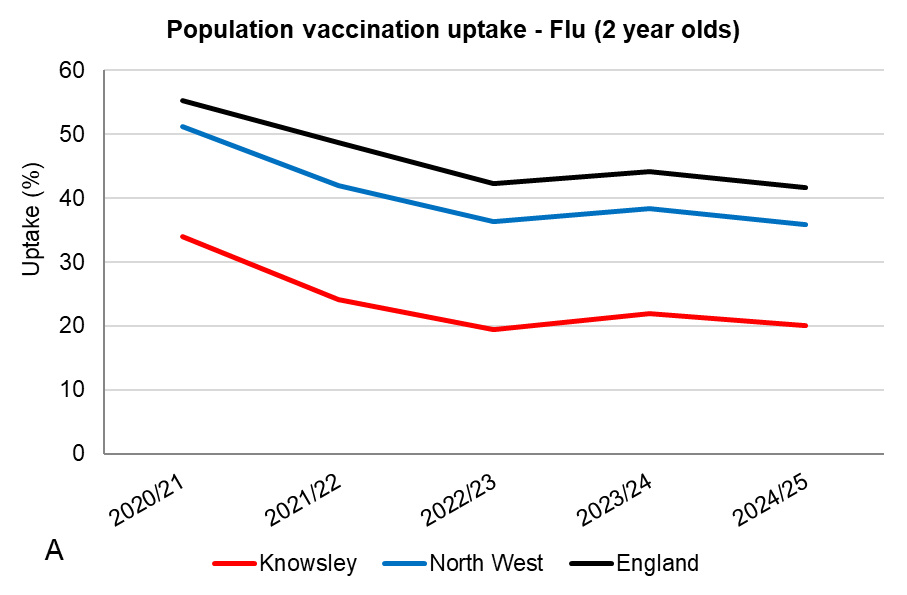 Population vaccination uptake - Flu (2 year olds)
60
50
40
30
20
10
0
Uptake (%)
2020/21
2021/22
2022/23
2023/24
2024/25
A
Knowsley
North West
England